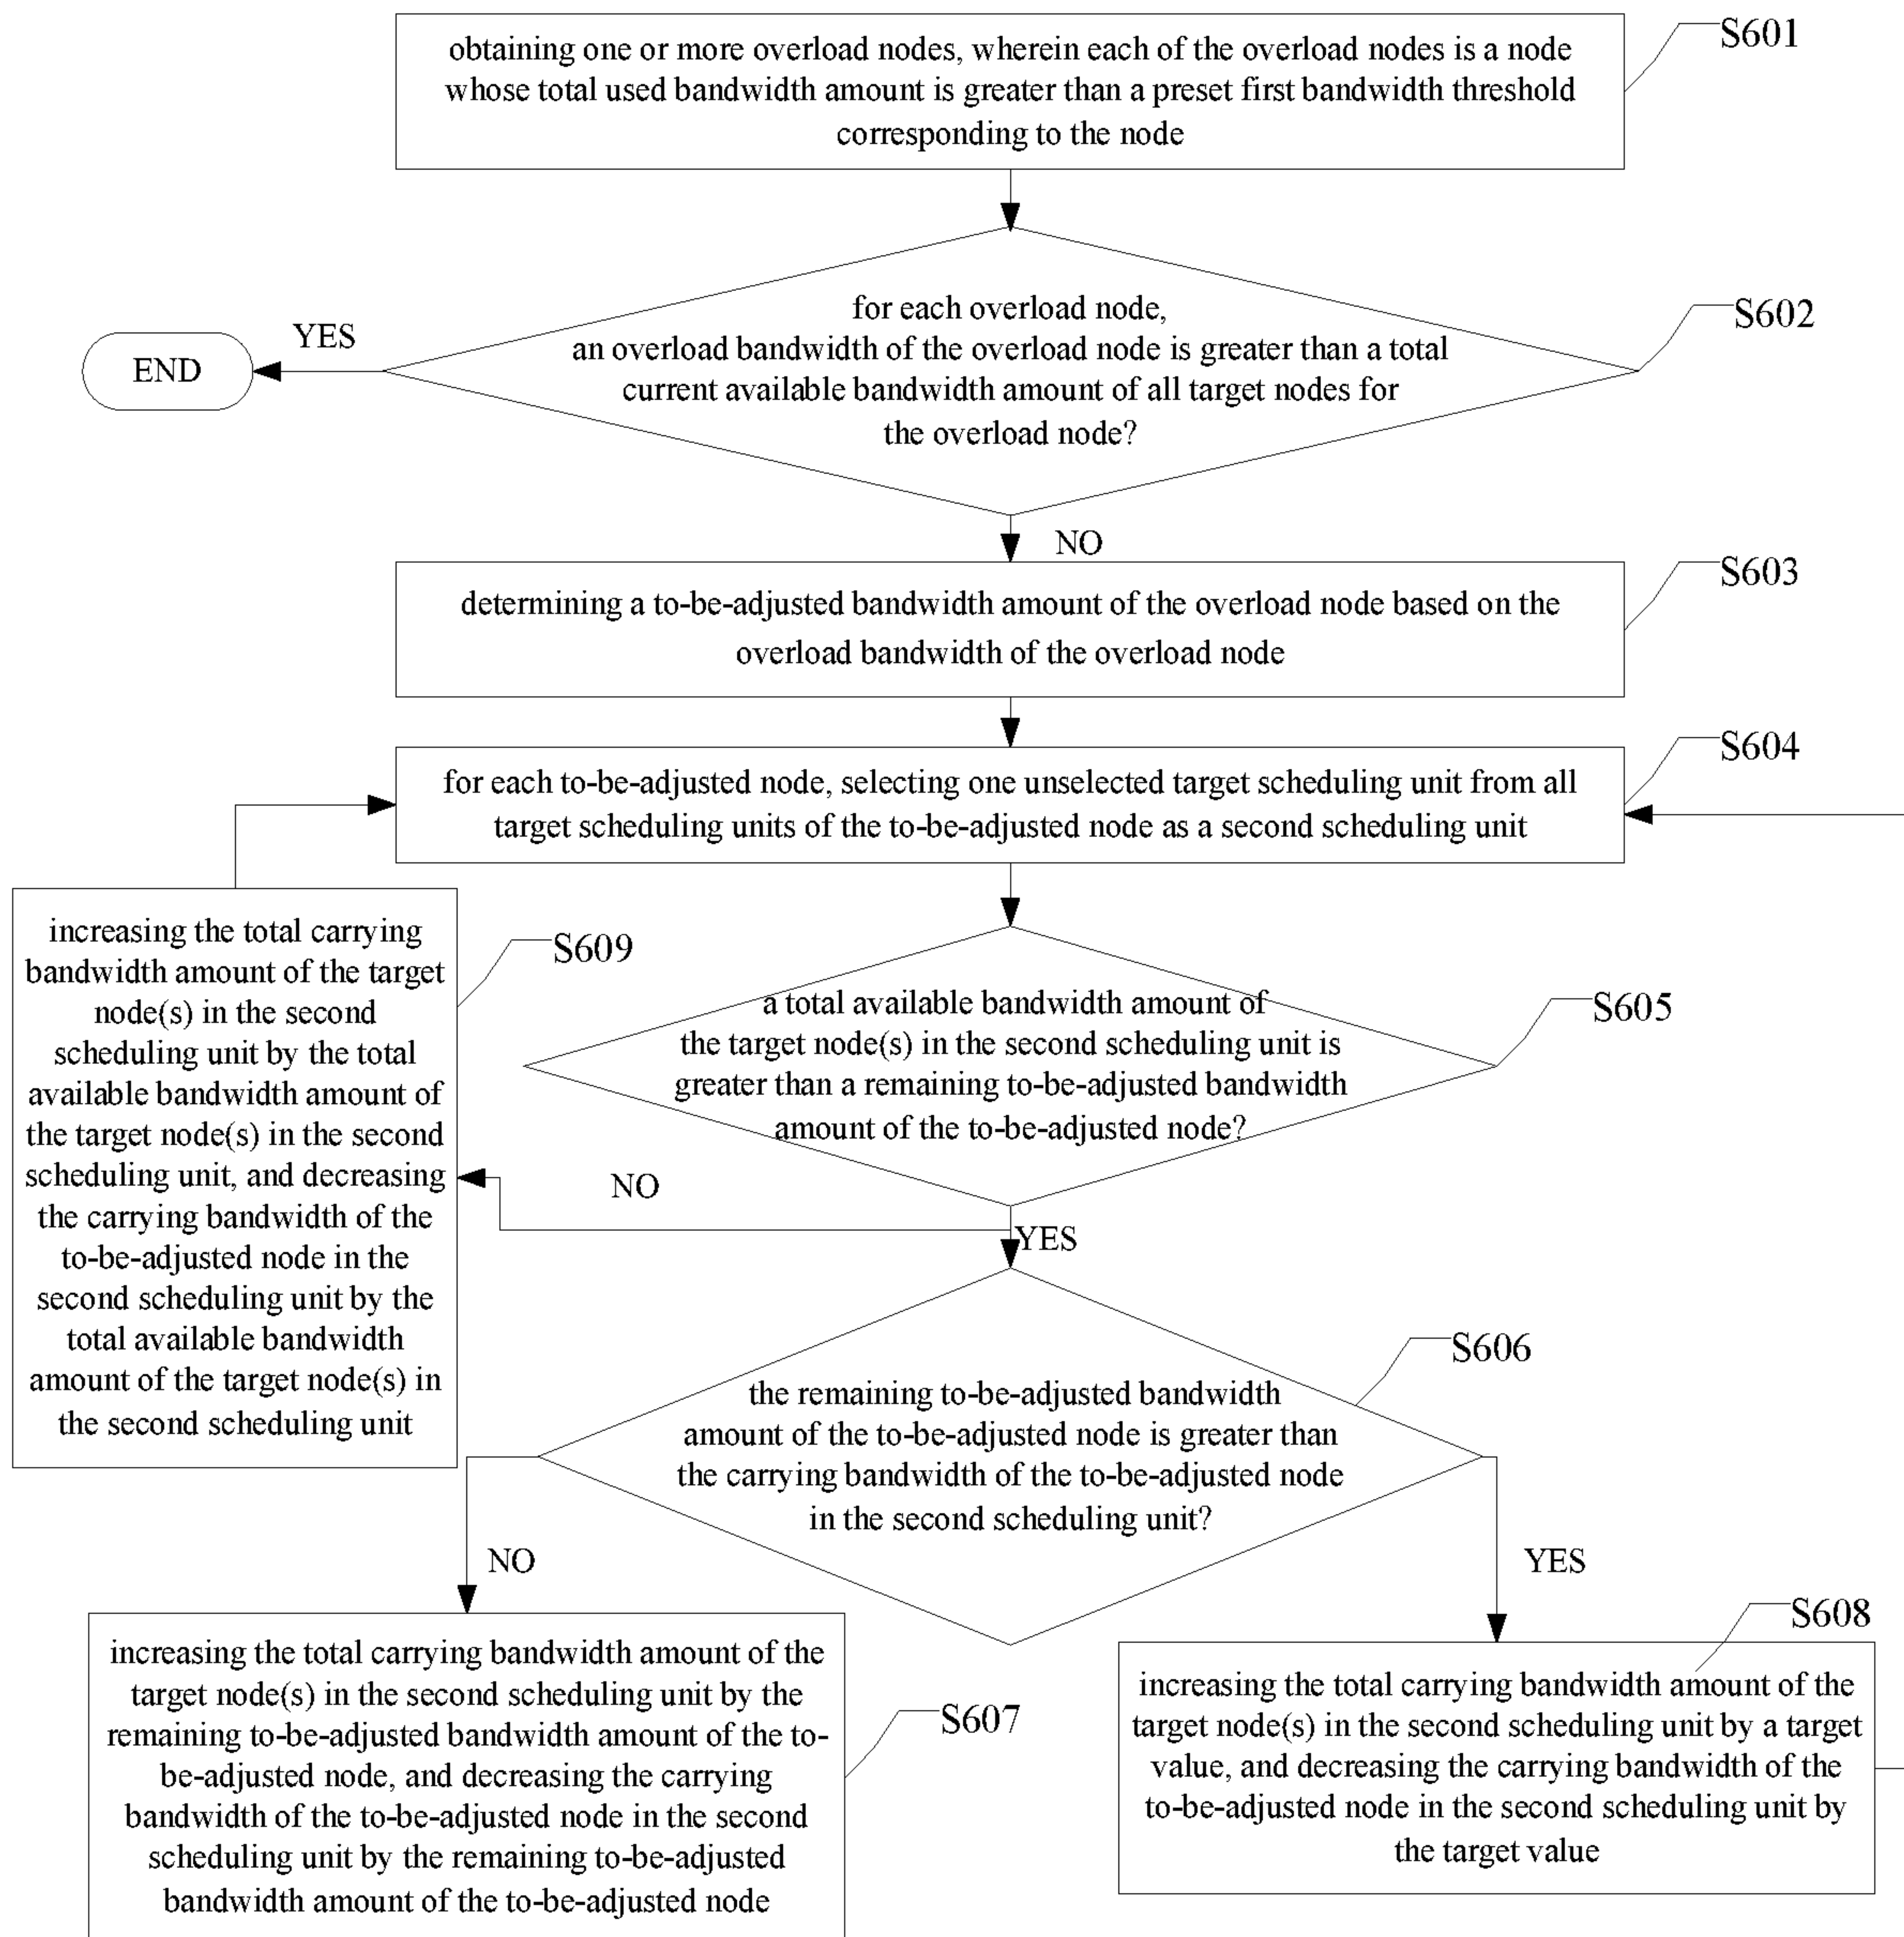 obtaining one or more overload nodes, wherein each of the overload nodes is a node
whose total used bandwidth amount is greater than a preset first bandwidth threshold
corresponding to the node
S601
for each overload node,
an overload bandwidth of the overload node is greater than a total
current available bandwidth amount of all target nodes for
the overload node?
S602
YES
END
NO
determining a to-be-adjusted bandwidth amount of the overload node based on the
overload bandwidth of the overload node
S603
for each to-be-adjusted node, selecting one unselected target scheduling unit from all
target scheduling units of the to-be-adjusted node as a second scheduling unit
S604
increasing the total carrying
bandwidth amount of the target
node(s) in the second
scheduling unit by the total
available bandwidth amount of
the target node(s) in the second
scheduling unit, and decreasing
the carrying bandwidth of the
to-be-adjusted node in the
second scheduling unit by the
total available bandwidth
amount of the target node(s) in
the second scheduling unit
S609
a total available bandwidth amount of
the target node(s) in the second scheduling unit is
greater than a remaining to-be-adjusted bandwidth
amount of the to-be-adjusted node?
S605
NO
YES
the remaining to-be-adjusted bandwidth
amount of the to-be-adjusted node is greater than
the carrying bandwidth of the to-be-adjusted node
in the second scheduling unit?
S606
NO
YES
increasing the total carrying bandwidth amount of the
target node(s) in the second scheduling unit by the
remaining to-be-adjusted bandwidth amount of the to-
be-adjusted node, and decreasing the carrying
bandwidth of the to-be-adjusted node in the second
scheduling unit by the remaining to-be-adjusted
bandwidth amount of the to-be-adjusted node
S607
increasing the total carrying bandwidth amount of the
target node(s) in the second scheduling unit by a target
value, and decreasing the carrying bandwidth of the
to-be-adjusted node in the second scheduling unit by
the target value
S608